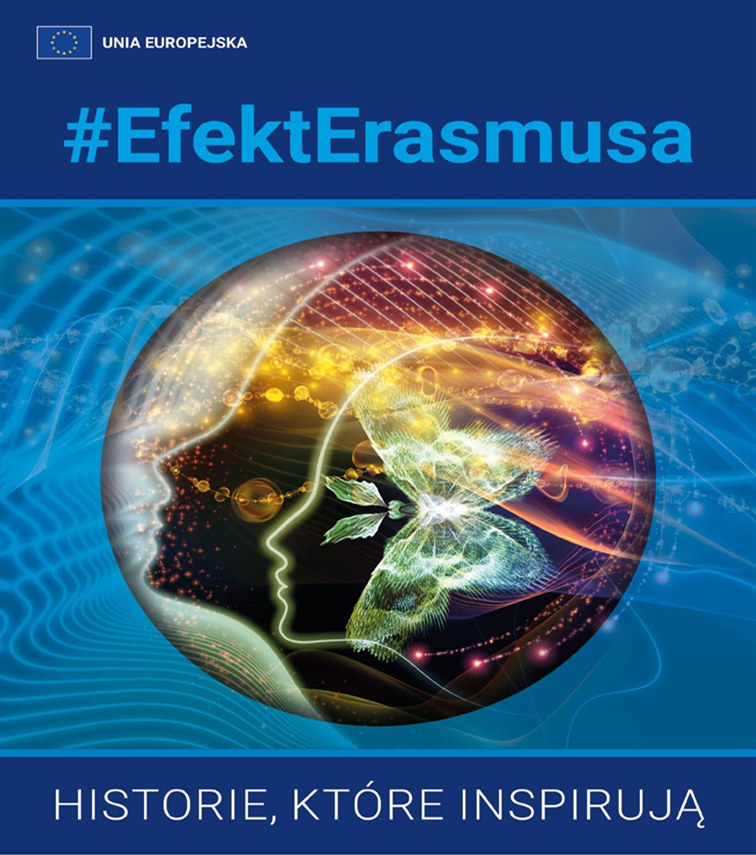 UNIA EUROPEJSKA
#EfektErasmusa
HISTORIE, KTÓRE INSPIRUJĄ